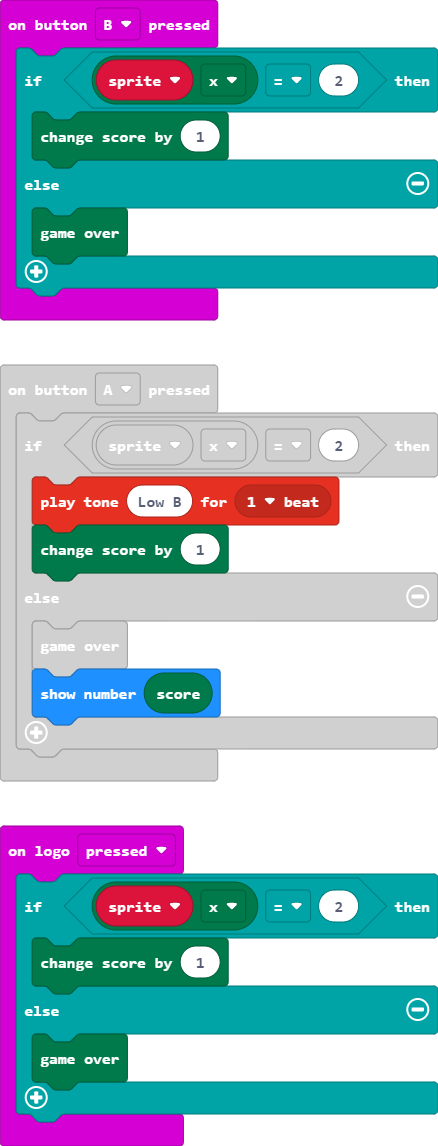 on button B pressed
if sprite x = 2 then
change score by 1
else
game over
on button A pressed
if sprite x = 2 then
play tone Low B for 1 beat
change score by 1
else
game over
show number score
on logo pressed
if sprite x = 2 then
change score by 1
else
game over